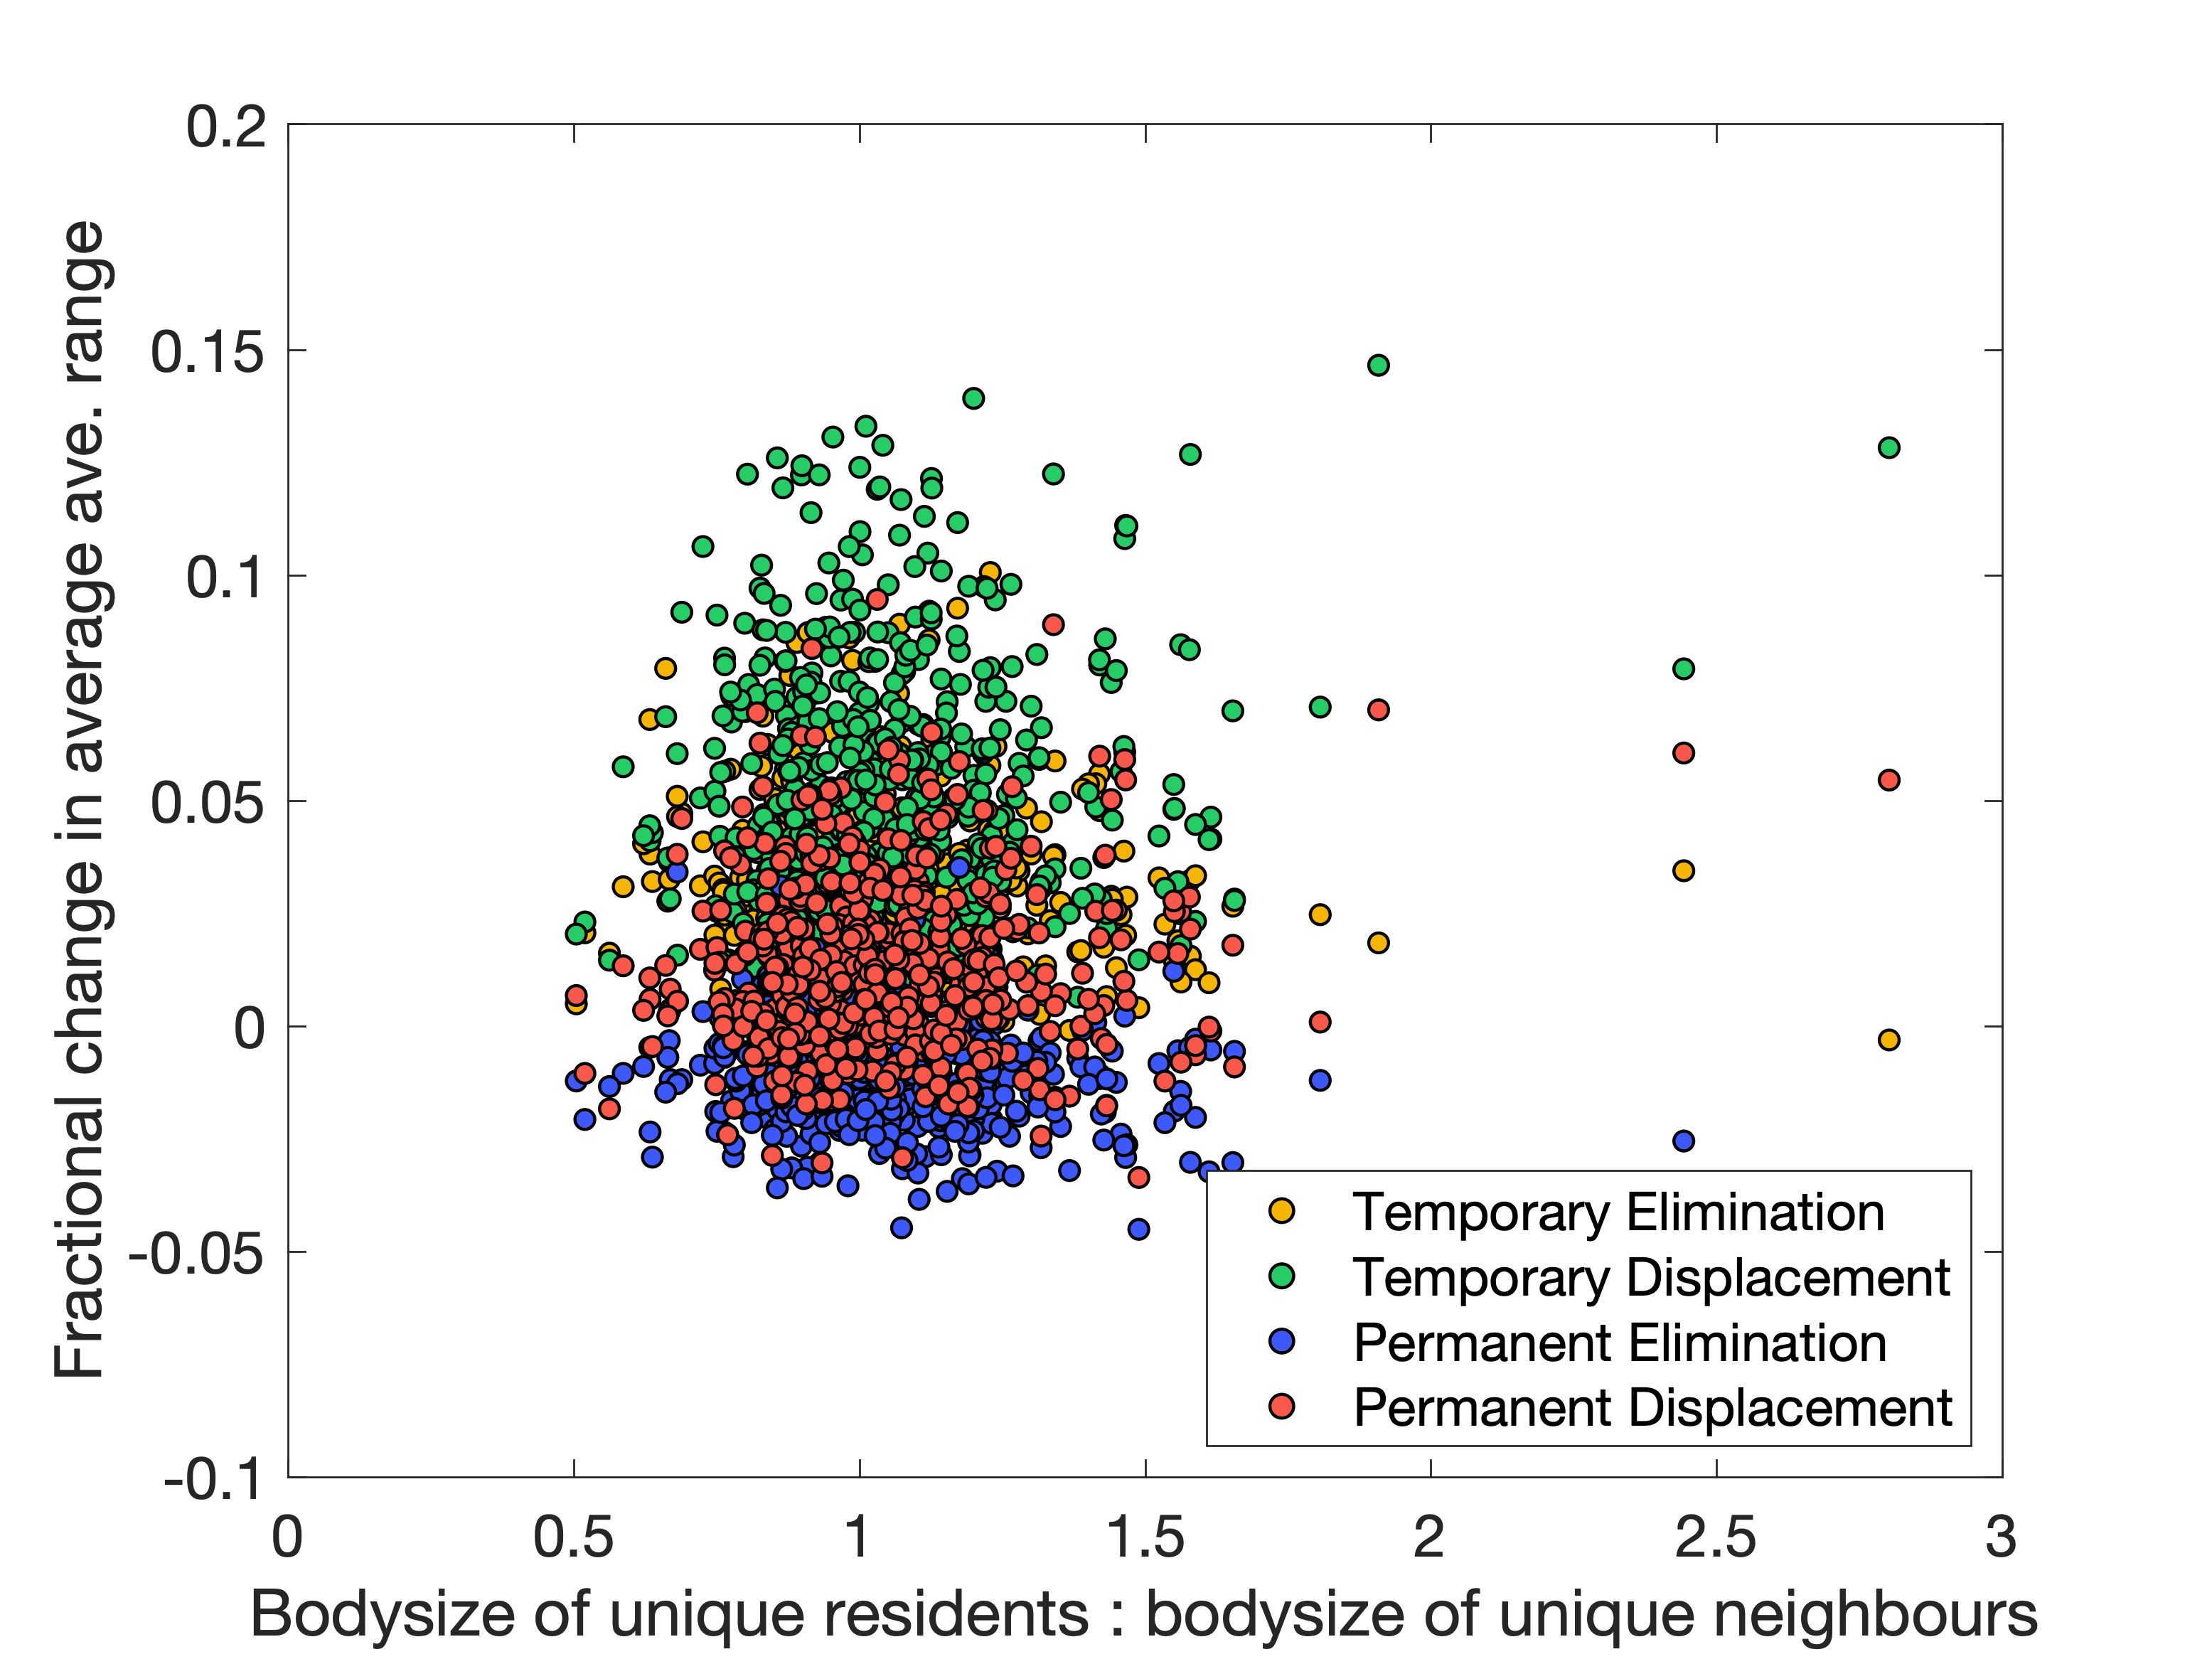 Fractional change in average ave. range
0.2
0.15
0.1
0.05
0
-0.05
-0.1
0 0.5 1 1.5 2 2.5 3
Bodysize of unique residents : bodysize of unique neighbours
Temporary Elimination
Temporary Displacement
Permanent Elimination
Permanent Displacement